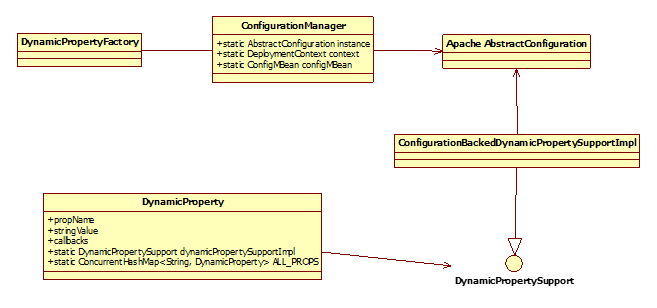 DynamicPropertyFactory
ConfigurationManager
+static AbstractConfiguration instance
+static DeploymentContext context
+static ConfigMBean configMBean
Apache AbstractConfiguration
ConfigurationBackedDynamicPropertySupportImpl
DynamicProperty
+propName
+stringValue
+callbacks
+static DynamicPropertySupport dynamicPropertySupportImpl
+static ConcurrentHashMap<String, DynamicProperty> ALL_PROPS
DynamicPropertySupport